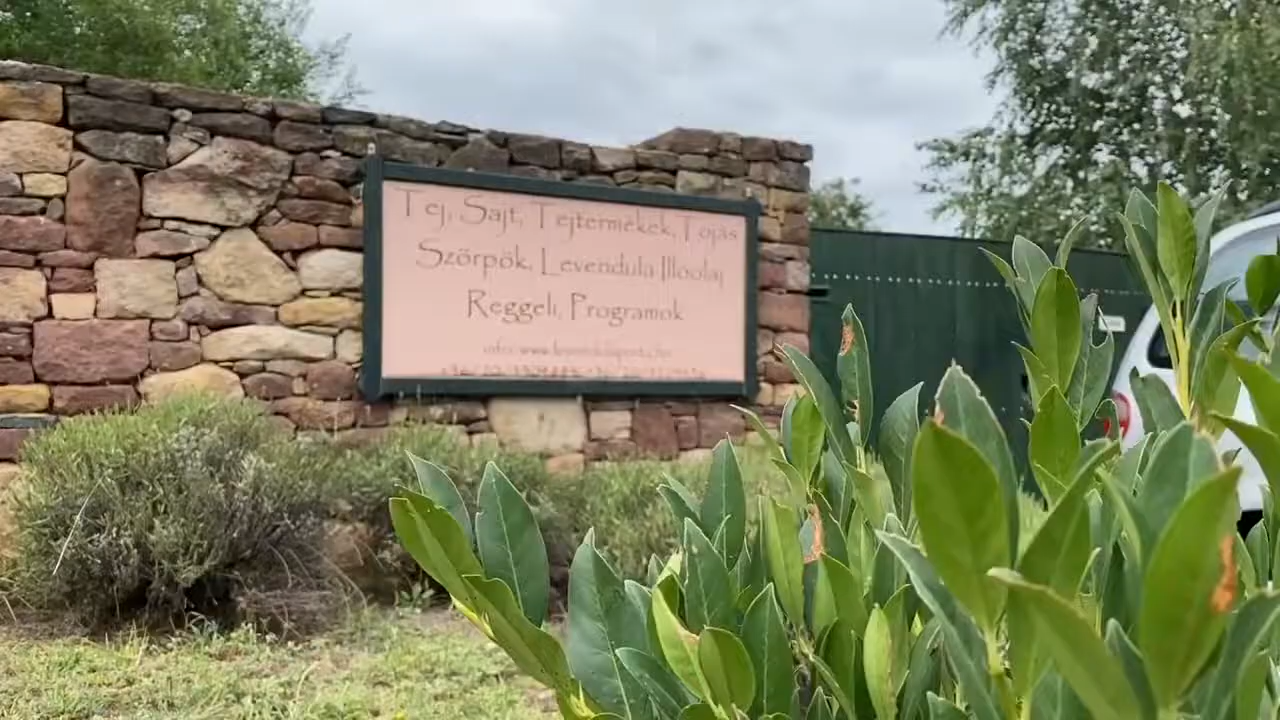 Tej, Sajt, Tejtermékek, Tojás
Szörpök, Levendula Illóolaj
Reggeli, Programok